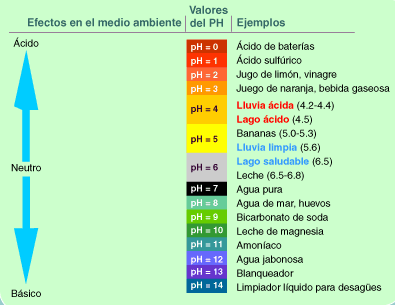 Efectos en el medio ambiente Valores del PH Ejemplos
Ácido
pH = 0 Ácido de baterías
pH = 1 Ácido sulfúrico
pH = 2 Jugo de limón, vinagre
pH = 3 Juego de naranja, bebida gaseosa
pH = 4 Lluvia ácida (4.2-4.4)
Lago ácido (4.5)
pH = 5 Bananas (5.0-5.3)
Lluvia limpia (5.6)
Neutro
pH = 6 Lago saludable (6.5)
Leche (6.5-6.8)
pH = 7 Agua pura
pH = 8 Agua de mar, huevos
pH = 9 Bicarbonato de soda
pH = 10 Leche de magnesia
pH = 11 Amoníaco
pH = 12 Agua jabonosa
pH = 13 Blanqueador
Básico
pH = 14 Limpiador líquido para desagües